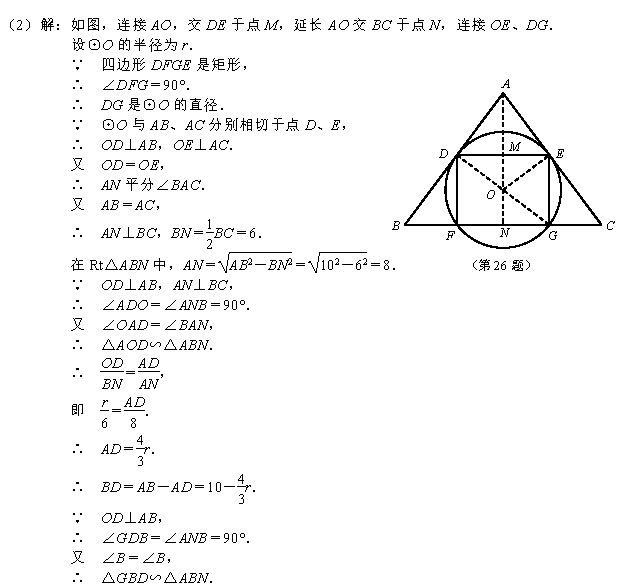 （2）解：如图，连接AO，交DE于点M，延长AO交BC于点N，连接OE、DG.
设⊙O的半径为r.
∵ 四边形DFGE是矩形，
∴ ∠DFG=90°.
∴ DG是⊙O的直径.
∵ ⊙O与AB、AC分别相切于点D、E，
∴ OD⊥AB，OE⊥AC.
又 OD=OE，
∴ AN平分∠BAC.
又 AB=AC，
∴ AN⊥BC，BN=1/2BC=6.
在Rt△ABN中，AN=√(AB²-BN²)=√(10²-6²)=8.
∵ OD⊥AB，AN⊥BC，
∴ ∠ADO=∠ANB=90°.
又 ∠OAD=∠BAN，
∴ △AOD∽△ABN.
∴ OD/BN=AD/AN，
即 r/6=AD/8.
∴ AD=4/3r.
∴ BD=AB-AD=10-4/3r.
∵ OD⊥AB，
∴ ∠GDB=∠ANB=90°.
又 ∠B=∠B，
∴ △GBD∽△ABN.
A
D
M
E
O
B
F
N
G
C
（第26题）